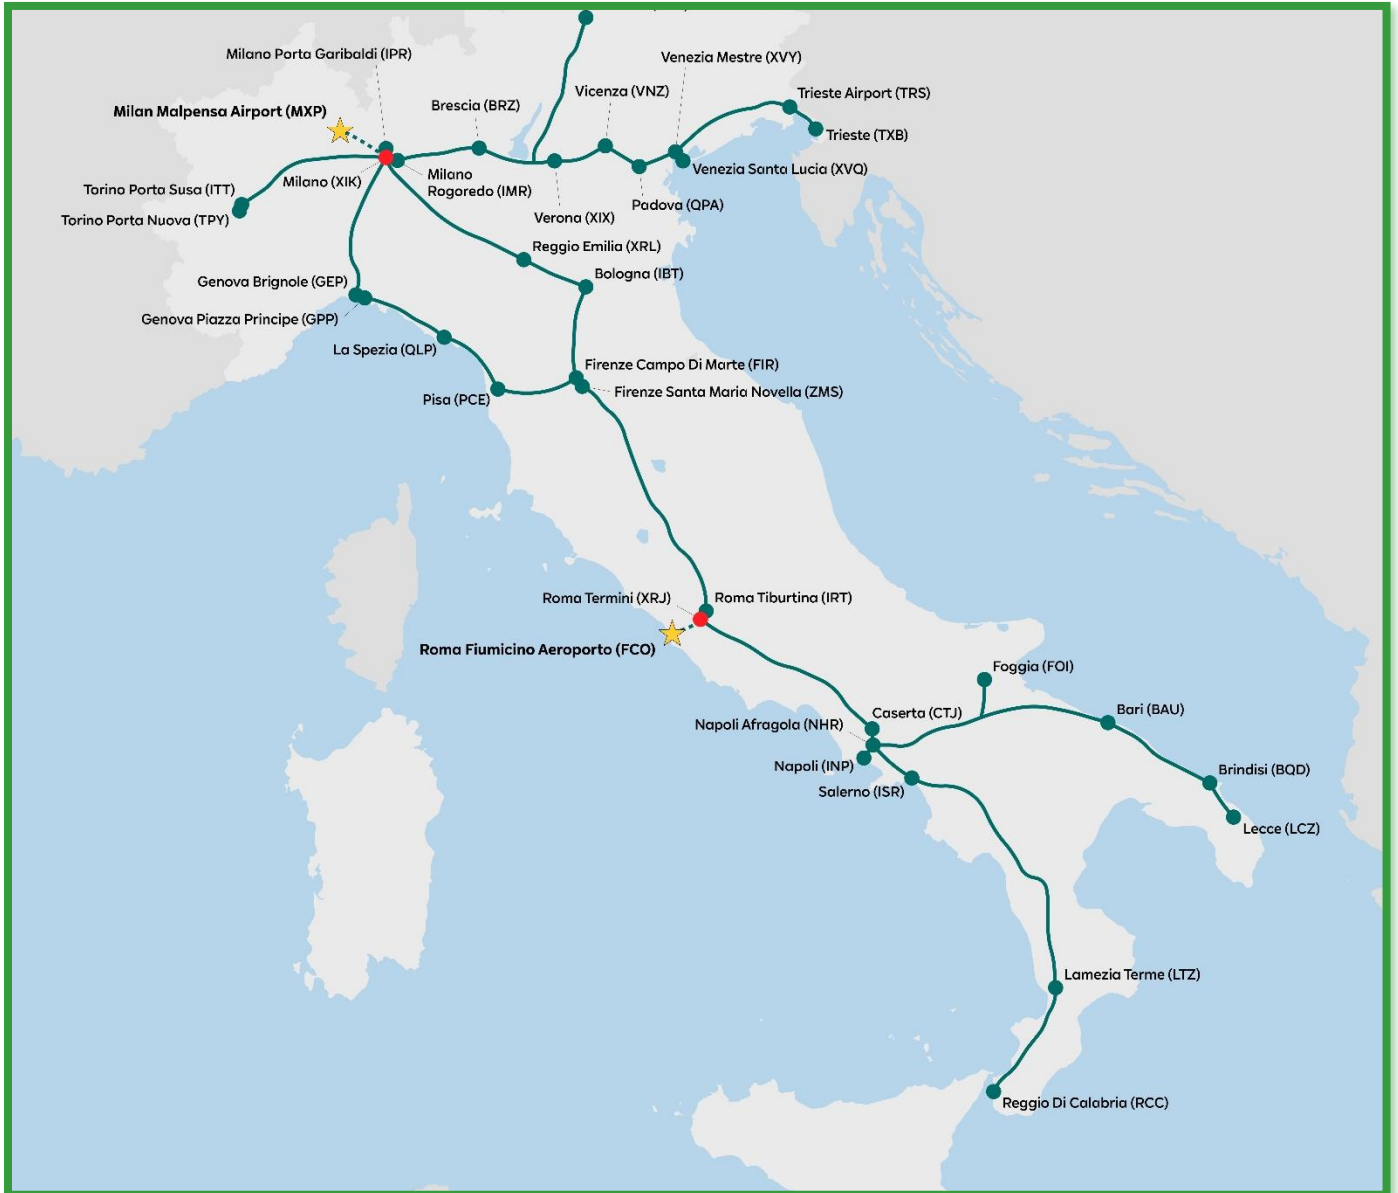 Milano Porta Garibaldi (IPR)
Venezia Mestre (XVY)
Milan Malpensa Airport (MXP)
Brescia (BRZ)
Vicenza (VNZ)
Trieste Airport (TRS)
Trieste (TXB)
Milano (XIK)
Milano
Rogoredo (IMR)
Venezia Santa Lucia (XVQ)
Torino Porta Susa (ITT)
Torino Porta Nuova (TPY)
Verona (XIX)
Padova (QPA)
Reggio Emilia (XRL)
Bologna (IBT)
Genova Brignole (GEP)
Genova Piazza Principe (GPP)
La Spezia (QLP)
Firenze Campo Di Marte (FIR)
Firenze Santa Maria Novella (ZMS)
Pisa (PCE)
Roma Termini (XRJ)
Roma Tiburtina (IRT)
Roma Fiumicino Aeroporto (FCO)
Foggia (FOI)
Caserta (CTJ)
Bari (BAU)
Napoli Afragola (NHR)
Napoli (INP)
Brindisi (BQD)
Salerno (ISR)
Lecce (LCZ)
Lamezia Terme (LTZ)
Reggio Di Calabria (RCC)